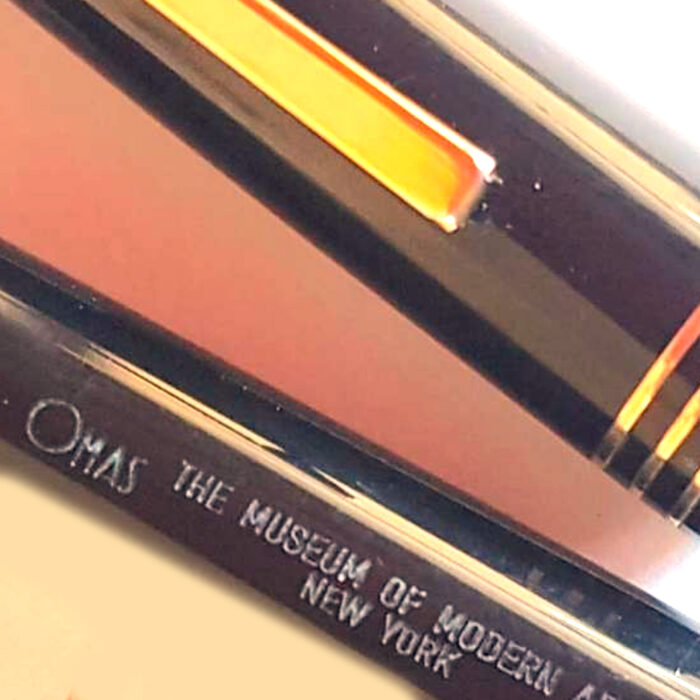 OMAS THE MUSEUM OF MODERN A
NEW YORK